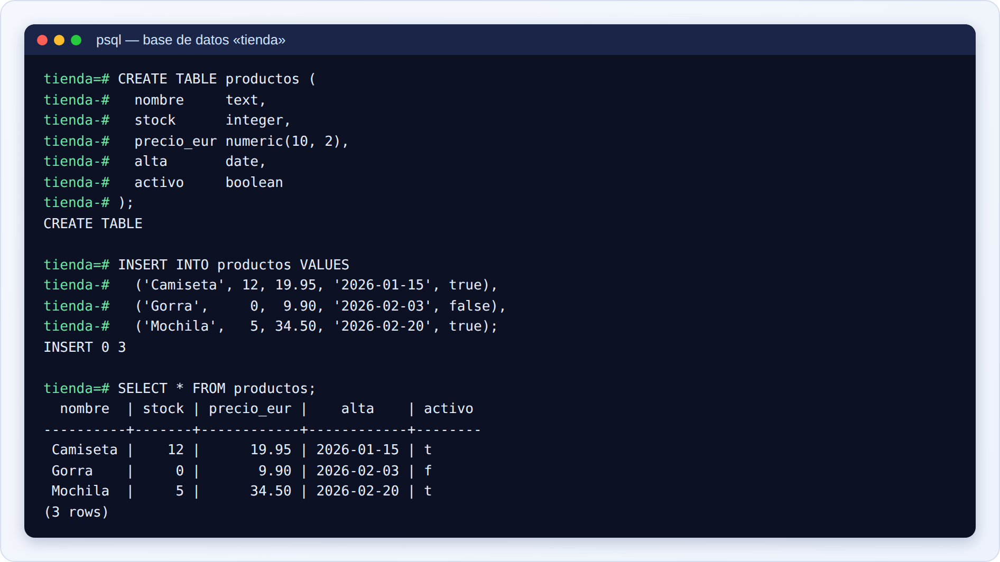 psql — base de datos «tienda»
tienda=# CREATE TABLE productos (
tienda-#   nombre     text,
tienda-#   stock      integer,
tienda-#   precio_eur numeric(10, 2),
tienda-#   alta       date,
tienda-#   activo     boolean
tienda-# );
CREATE TABLE
tienda=# INSERT INTO productos VALUES
tienda-#   ('Camiseta', 12, 19.95, '2026-01-15', true),
tienda-#   ('Gorra',     0,  9.90, '2026-02-03', false),
tienda-#   ('Mochila',   5, 34.50, '2026-02-20', true);
INSERT 0 3
tienda=# SELECT * FROM productos;
  nombre  | stock | precio_eur |    alta    | activo
----------+-------+------------+------------+--------
 Camiseta |    12 |      19.95 | 2026-01-15 | t
 Gorra    |     0 |       9.90 | 2026-02-03 | f
 Mochila  |     5 |      34.50 | 2026-02-20 | t
(3 rows)